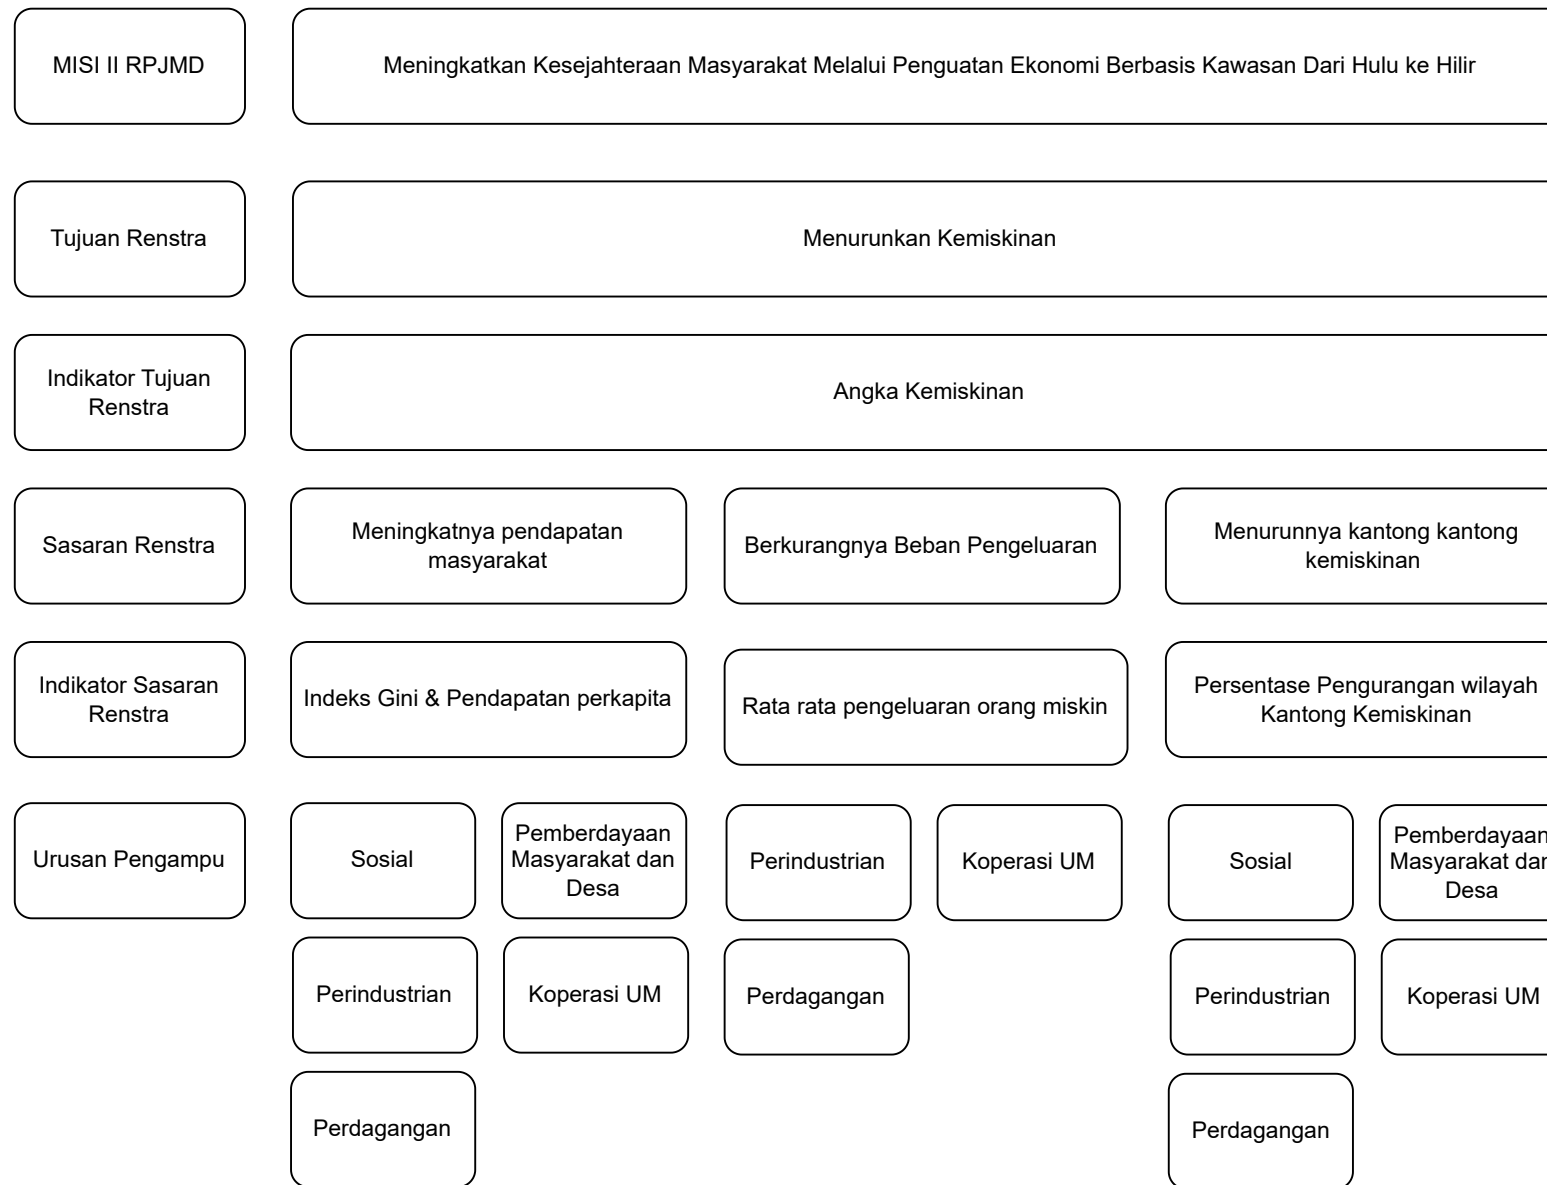 MISI II RPJMD
Meningkatkan Kesejahteraan Masyarakat Melalui Penguatan Ekonomi Berbasis Kawasan Dari Hulu ke Hilir
Tujuan Renstra
Menurunkan Kemiskinan
Indikator Tujuan
Renstra
Angka Kemiskinan
Sasaran Renstra
Meningkatnya pendapatan
masyarakat
Berkurangnya Beban Pengeluaran
Menurunnya kantong kantong
kemiskinan
Indikator Sasaran
Renstra
Indeks Gini & Pendapatan perkapita
Rata rata pengeluaran orang miskin
Persentase Pengurangan wilayah
Kantong Kemiskinan
Urusan Pengampu
Sosial
Pemberdayaan
Masyarakat dan
Desa
Perindustrian
Koperasi UM
Sosial
Pemberdayaan
Masyarakat dan
Desa
Perindustrian
Koperasi UM
Perdagangan
Perindustrian
Koperasi UM
Perdagangan
Perdagangan